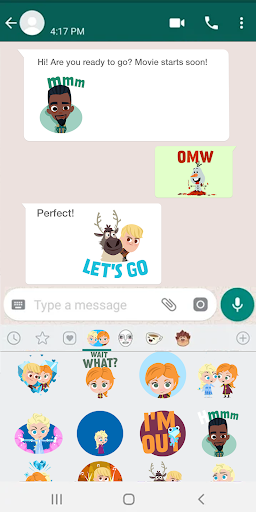 4:17 PM
Hi! Are you ready to go? Movie starts soon!
mmm
OMW
Perfect!
LET'S GO
Type a message
WAIT
WHAT?
I'M
OUT
Hmmm